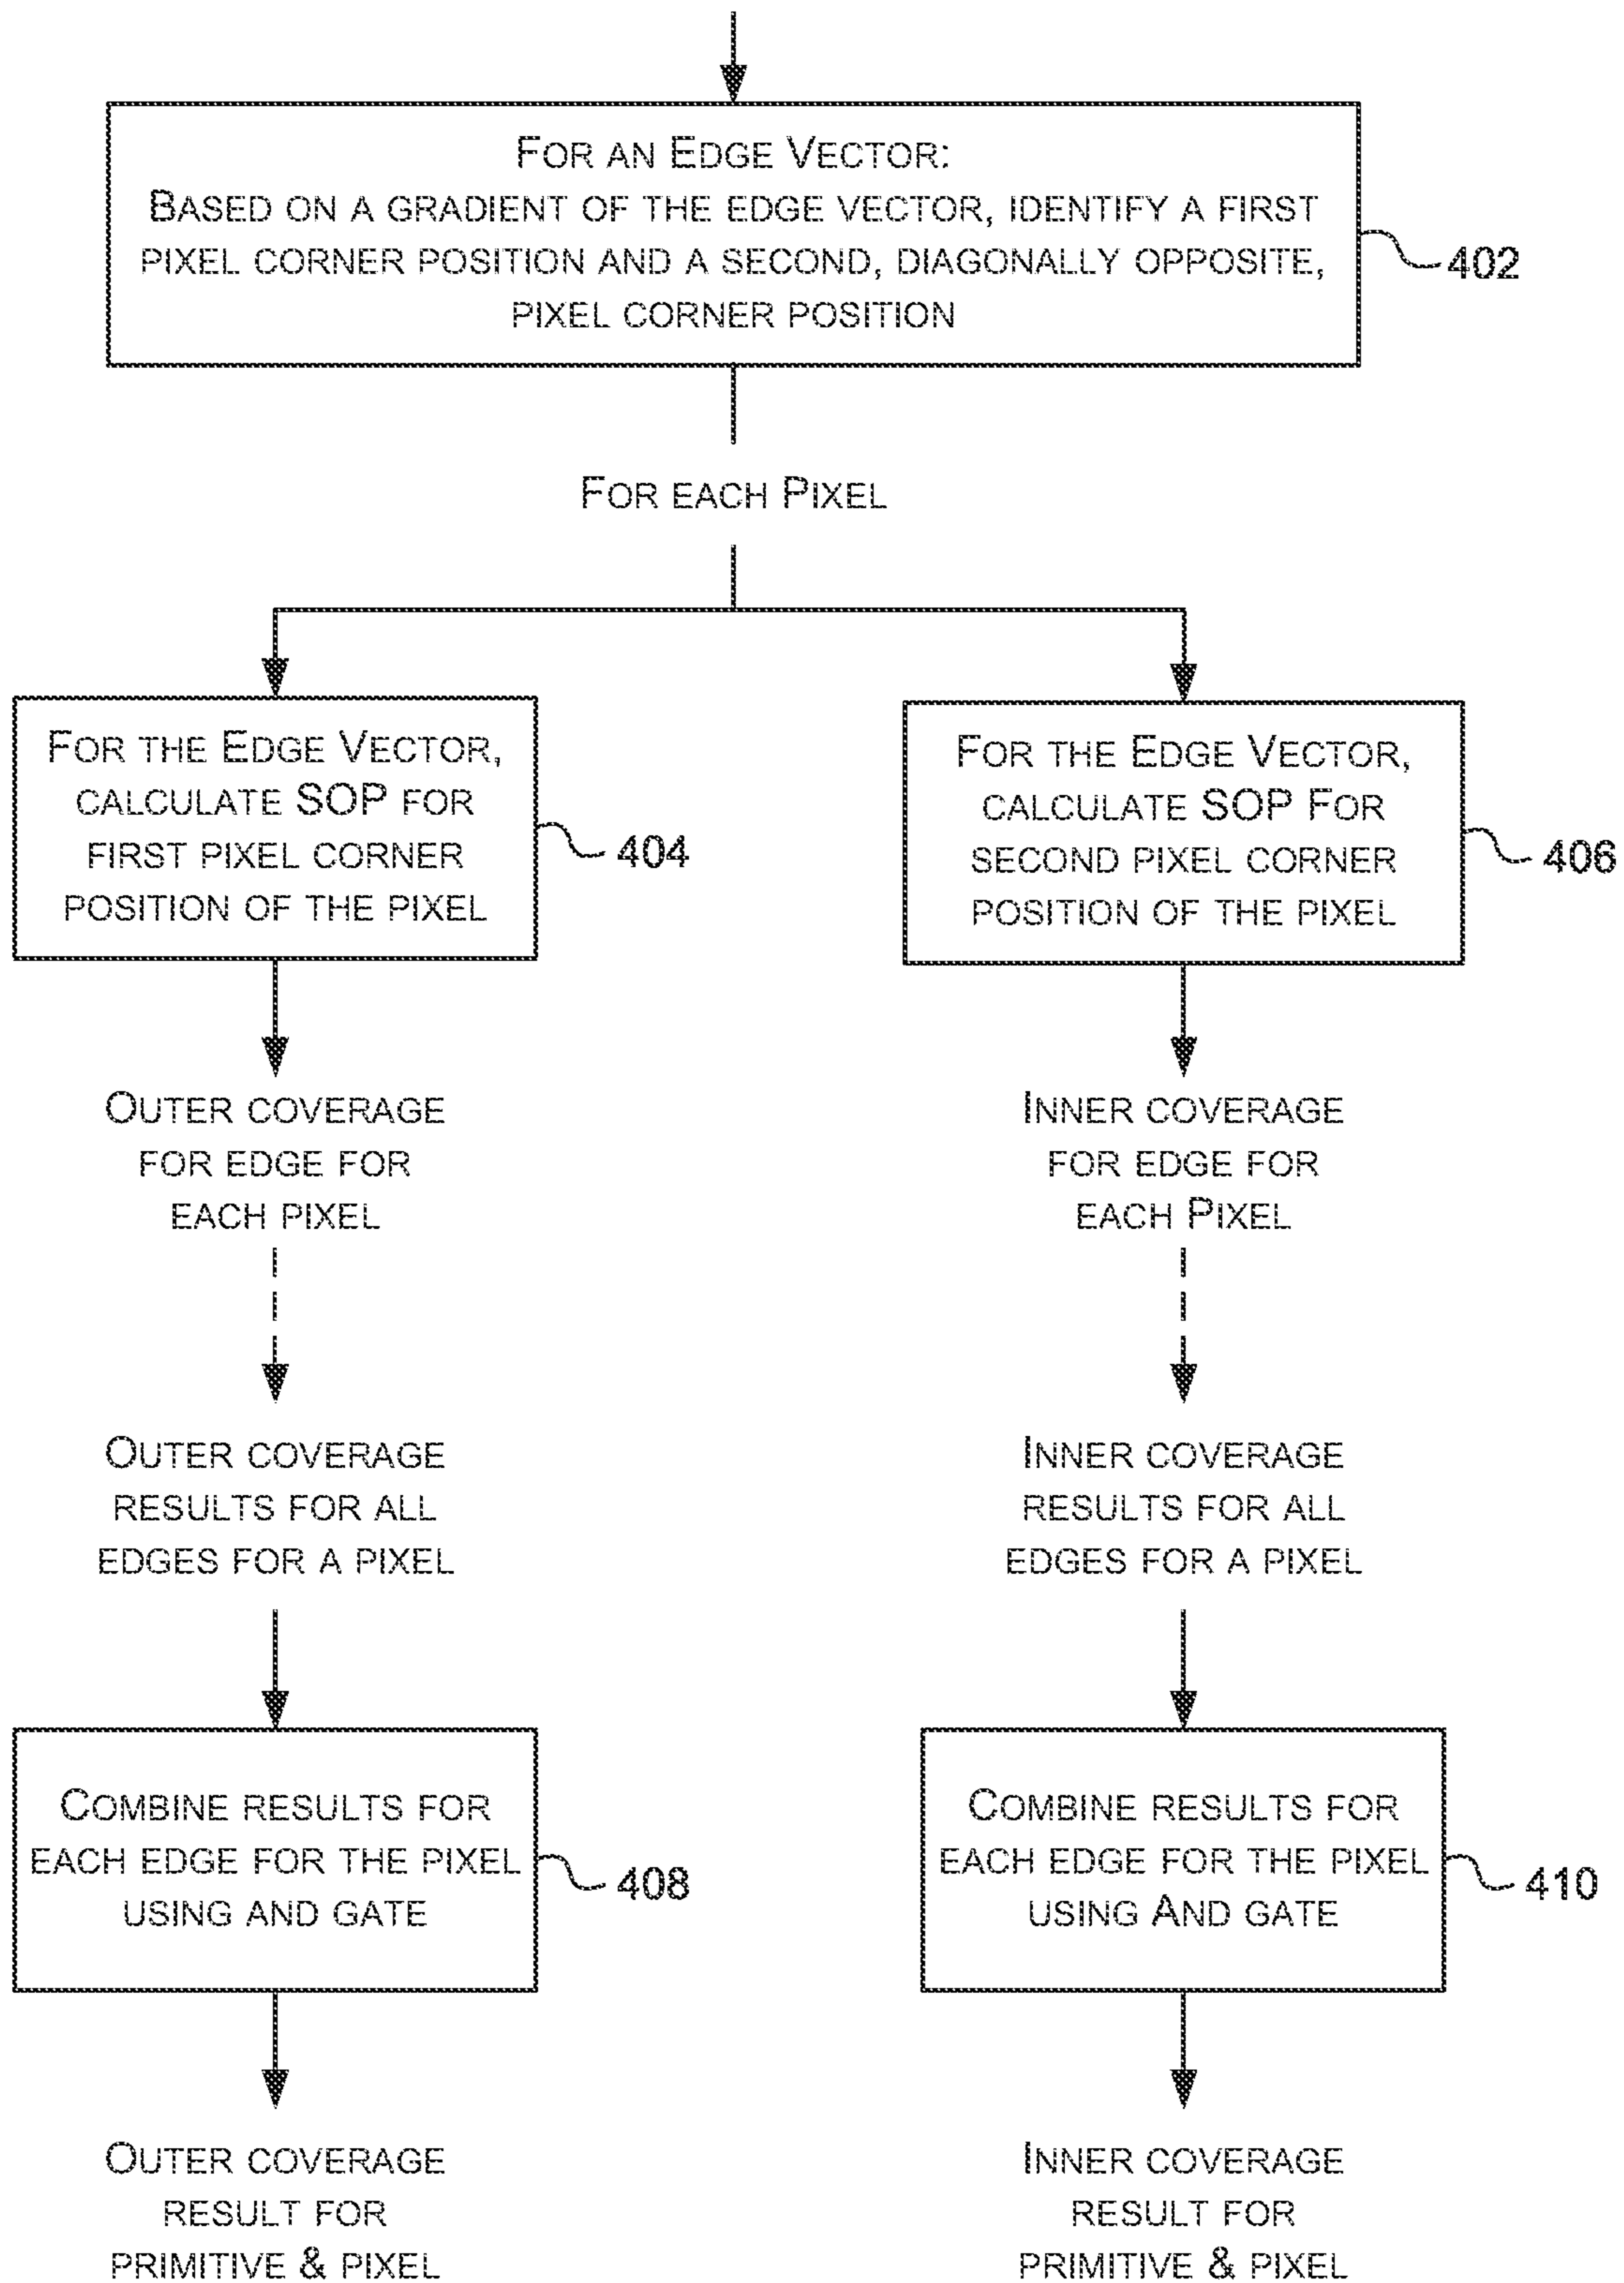 For an Edge Vector:
Based on a gradient of the edge vector, identify a first
pixel corner position and a second, diagonally opposite,
pixel corner position
402
For each Pixel
For the Edge Vector,
calculate SOP for
first pixel corner
position of the pixel
404
For the Edge Vector,
calculate SOP For
second pixel corner
position of the pixel
406
Outer coverage
for edge for
each pixel
Inner coverage
for edge for
each Pixel
Outer coverage
results for all
edges for a pixel
Inner coverage
results for all
edges for a pixel
Combine results for
each edge for the pixel
using and gate
408
Combine results for
each edge for the pixel
using And gate
410
Outer coverage
result for
primitive & pixel
Inner coverage
result for
primitive & pixel